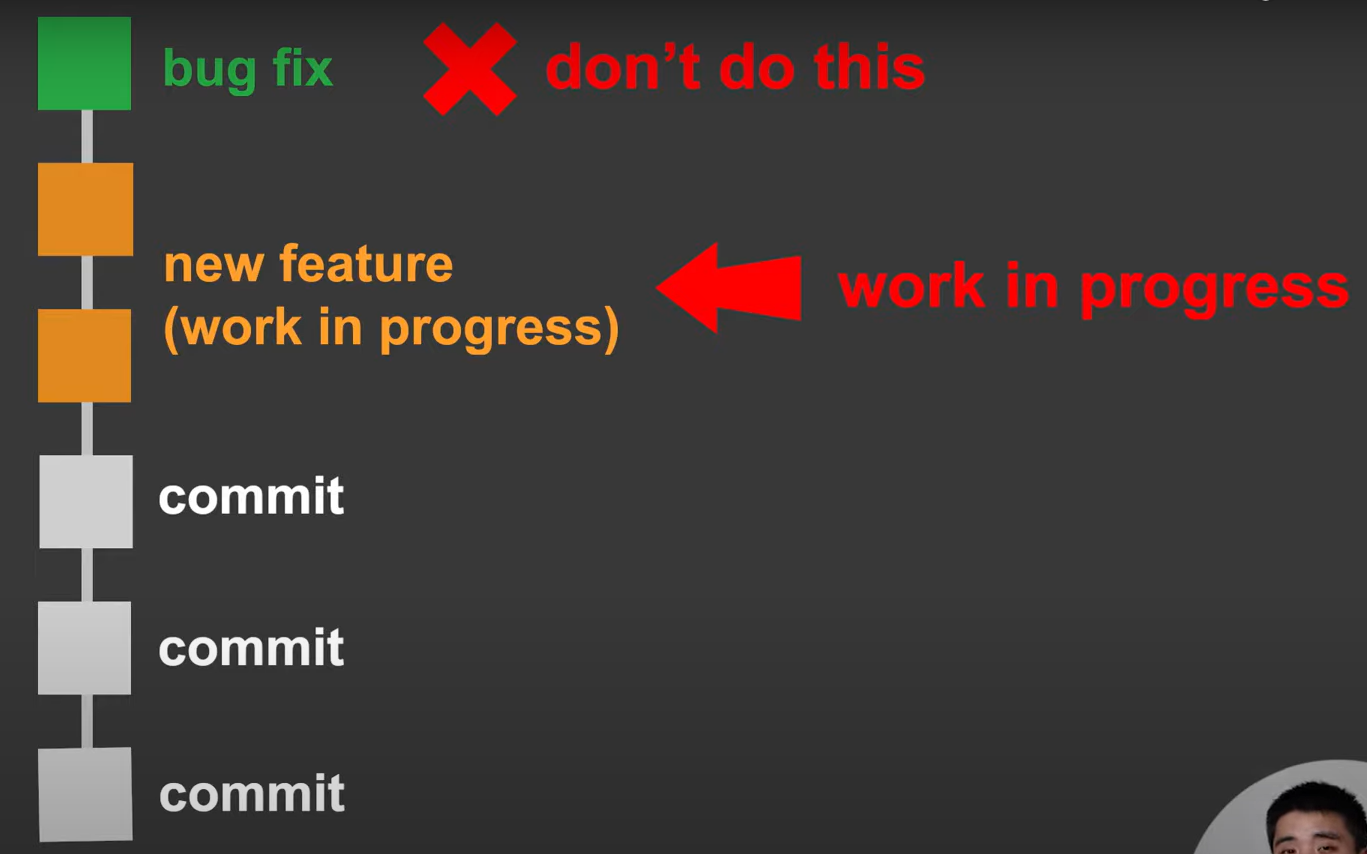 bug fix
don't do this
new feature
(work in progress)
work in progress
commit
commit
commit